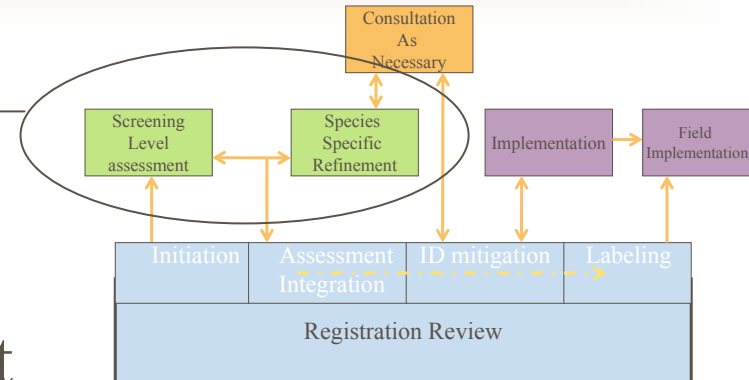 Consultation
As
Necessary
Screening
Level
assessment
Species
Specific
Refinement
Implementation
Field
Implementation
Initiation
Assessment
Integration
ID mitigation
Labeling
Registration Review
t